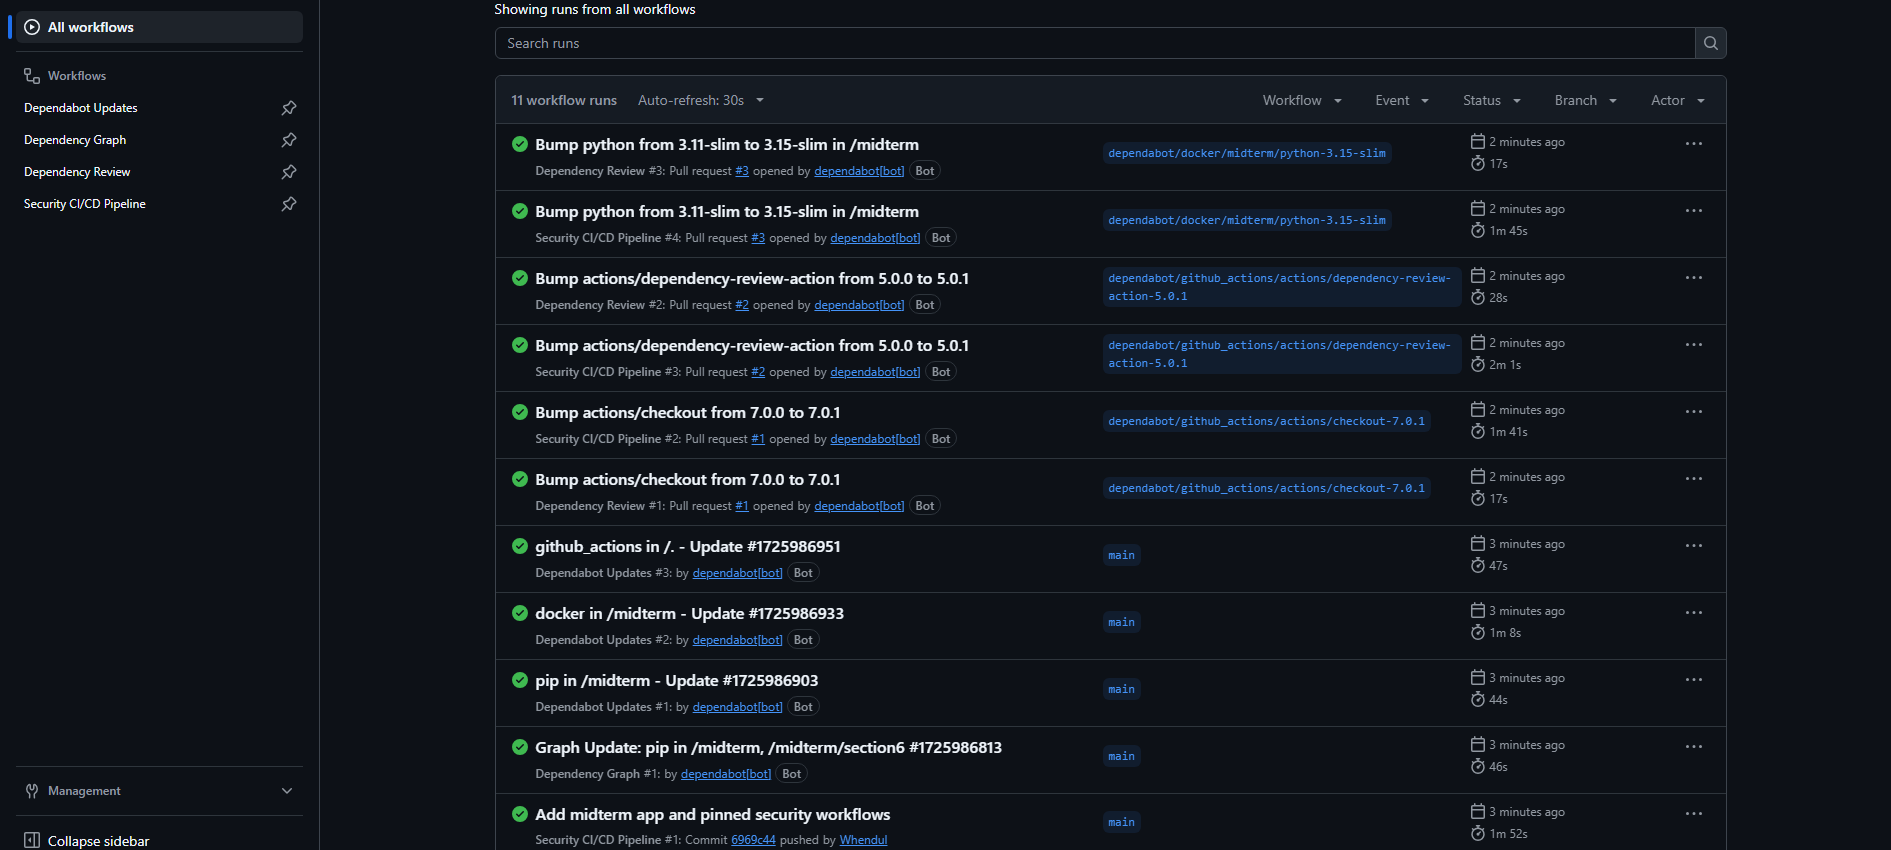 All workflows
Workflows
Dependabot Updates
Dependency Graph
Dependency Review
Security CI/CD Pipeline
Management
Collapse sidebar
Showing runs from all workflows
Search runs
11 workflow runs Auto-refresh: 30s Workflow Event Status Branch Actor
Bump python from 3.11-slim to 3.15-slim in /midterm
Dependency Review #3: Pull request #3 opened by dependabot[bot] Bot
dependabot/docker/midterm/python-3.15-slim
2 minutes ago
17s
Bump python from 3.11-slim to 3.15-slim in /midterm
Security CI/CD Pipeline #4: Pull request #3 opened by dependabot[bot] Bot
dependabot/docker/midterm/python-3.15-slim
2 minutes ago
1m 45s
Bump actions/dependency-review-action from 5.0.0 to 5.0.1
Dependency Review #2: Pull request #2 opened by dependabot[bot] Bot
dependabot/github_actions/actions/dependency-review-
action-5.0.1
2 minutes ago
28s
Bump actions/dependency-review-action from 5.0.0 to 5.0.1
Security CI/CD Pipeline #3: Pull request #2 opened by dependabot[bot] Bot
dependabot/github_actions/actions/dependency-review-
action-5.0.1
2 minutes ago
2m 1s
Bump actions/checkout from 7.0.0 to 7.0.1
Security CI/CD Pipeline #2: Pull request #1 opened by dependabot[bot] Bot
dependabot/github_actions/actions/checkout-7.0.1
2 minutes ago
1m 41s
Bump actions/checkout from 7.0.0 to 7.0.1
Dependency Review #1: Pull request #1 opened by dependabot[bot] Bot
dependabot/github_actions/actions/checkout-7.0.1
2 minutes ago
17s
github_actions in /. - Update #1725986951
Dependabot Updates #3: by dependabot[bot] Bot
main
3 minutes ago
47s
docker in /midterm - Update #1725986933
Dependabot Updates #2: by dependabot[bot] Bot
main
3 minutes ago
1m 8s
pip in /midterm - Update #1725986903
Dependabot Updates #1: by dependabot[bot] Bot
main
3 minutes ago
44s
Graph Update: pip in /midterm, /midterm/section6 #1725986813
Dependency Graph #1: by dependabot[bot] Bot
main
3 minutes ago
46s
Add midterm app and pinned security workflows
Security CI/CD Pipeline #1: Commit 6969c44 pushed by Whendul
main
3 minutes ago
1m 52s